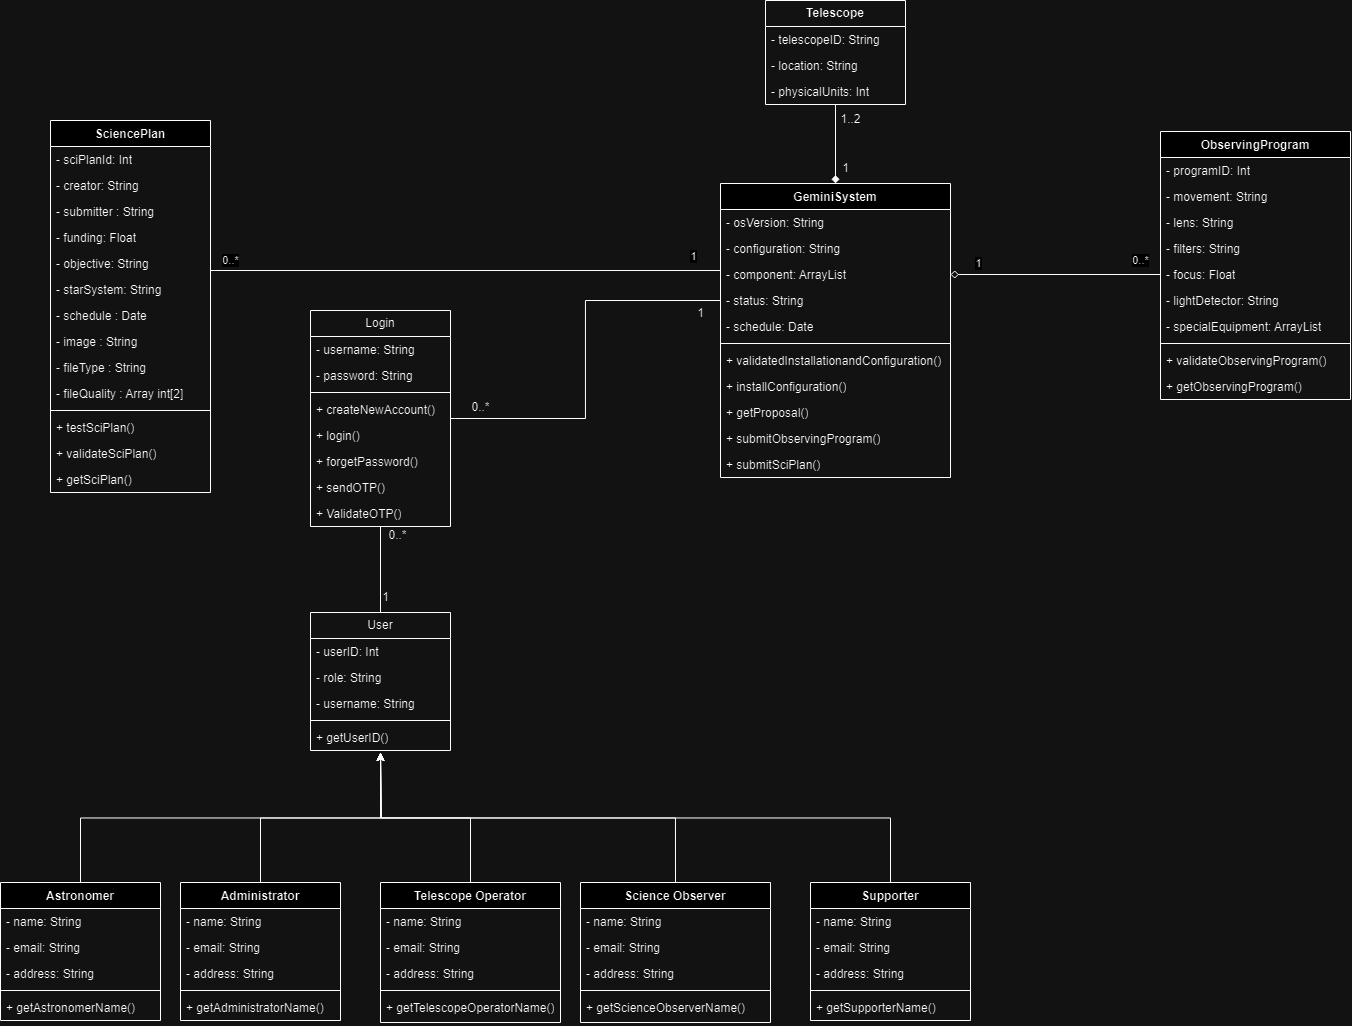 Telescope
- telescopeID: String
- location: String
- physicalUnits: Int
1..2
1
SciencePlan
- sciPlanId: Int
- creator: String
- submitter : String
- funding: Float
- objective: String
- starSystem: String
- schedule : Date
- image : String
- fileType : String
- fileQuality : Array int[2]
+ testSciPlan()
+ validateSciPlan()
+ getSciPlan()
0..*
1
GeminiSystem
- osVersion: String
- configuration: String
- component: ArrayList
- status: String
- schedule: Date
+ validatedInstallationandConfiguration()
+ installConfiguration()
+ getProposal()
+ submitObservingProgram()
+ submitSciPlan()
1
0..*
ObservingProgram
- programID: Int
- movement: String
- lens: String
- filters: String
- focus: Float
- lightDetector: String
- specialEquipment: ArrayList
+ validateObservingProgram()
+ getObservingProgram()
Login
- username: String
- password: String
+ createNewAccount()
+ login()
+ forgetPassword()
+ sendOTP()
+ ValidateOTP()
0..*
1
0..*
1
User
- userID: Int
- role: String
- username: String
+ getUserID()
Astronomer
- name: String
- email: String
- address: String
+ getAstronomerName()
Administrator
- name: String
- email: String
- address: String
+ getAdministratorName()
Telescope Operator
- name: String
- email: String
- address: String
+ getTelescopeOperatorName()
Science Observer
- name: String
- email: String
- address: String
+ getScienceObserverName()
Supporter
- name: String
- email: String
- address: String
+ getSupporterName()